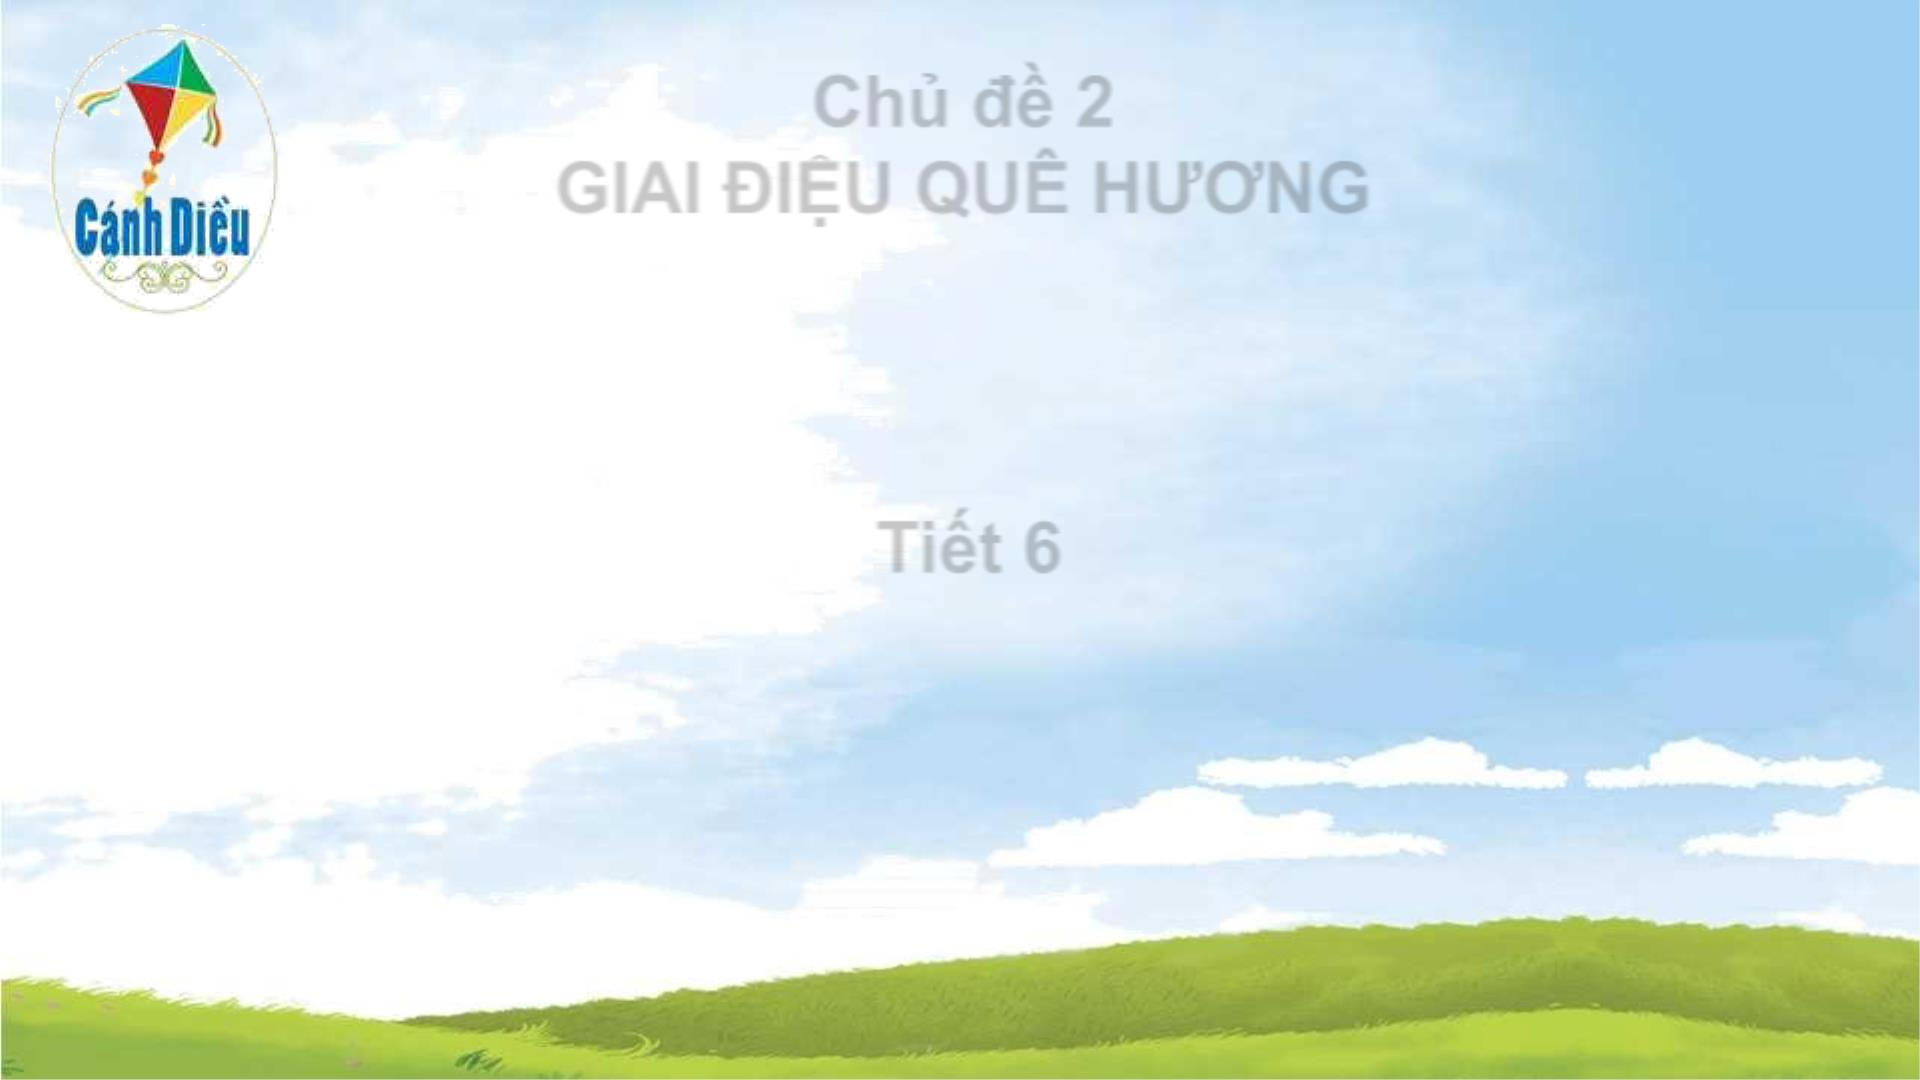 Cánh Diều
Chủ đề 2
GIAI ĐIỆU QUÊ HƯƠNG
Tiết 6